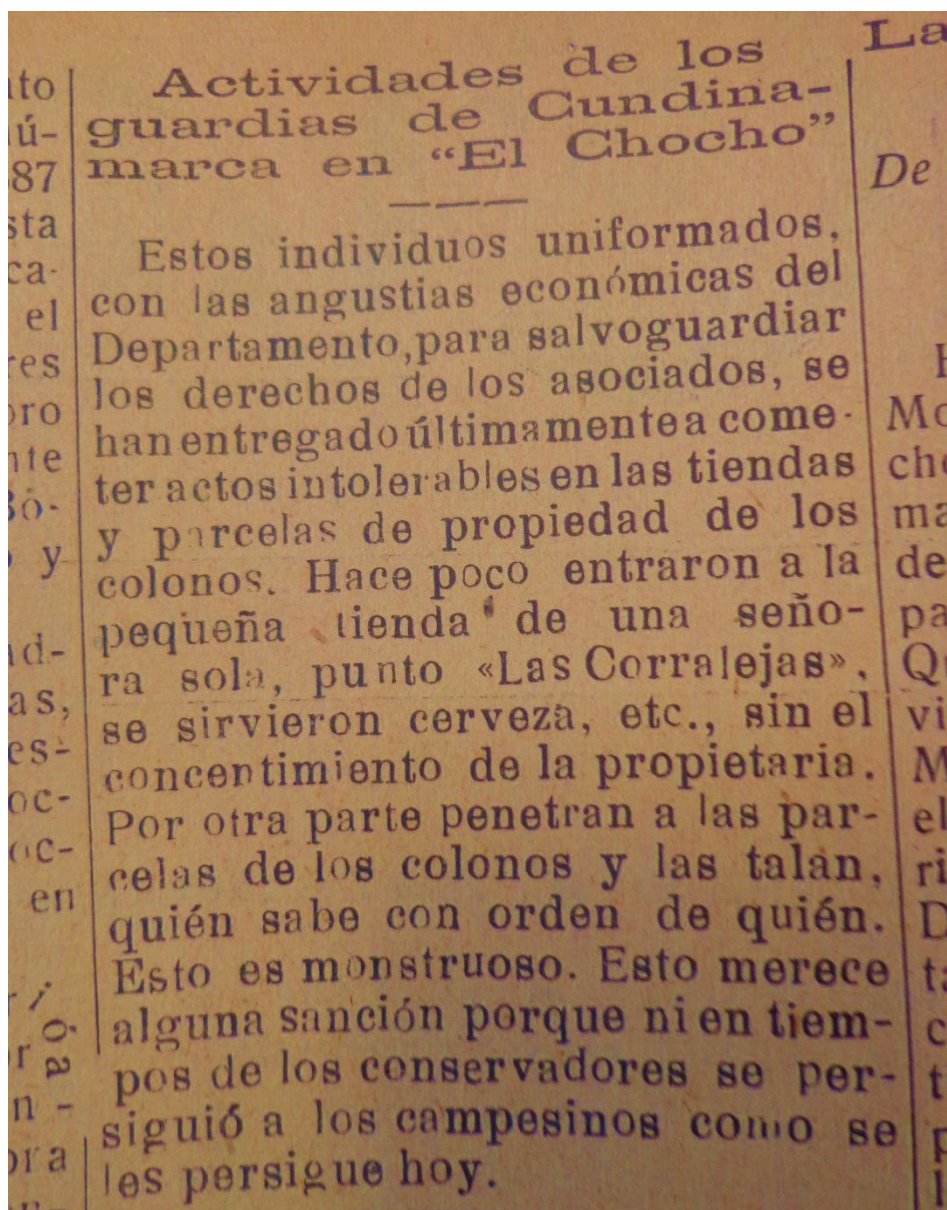 Actividades de los
guardias de Cundina-
marca en “El Chocho”
Estos individuos uniformados,
con las angustias económicas del
Departamento, para salvoguardiar
los derechos de los asociados, se
han entregado últimamente a come-
ter actos intolerables en las tiendas
y parcelas de propiedad de los
colonos. Hace poco entraron a la
pequeña tienda de una seño-
ra sola, punto «Las Corralejas»,
se sirvieron cerveza, etc., sin el
concentimiento de la propietaria.
Por otra parte penetran a las par-
celas de los colonos y las talan,
quién sabe con orden de quién.
Esto es monstruoso. Esto merece
alguna sanción porque ni en tiem-
pos de los conservadores se per-
siguió a los campesinos como se
les persigue hoy.
La
De